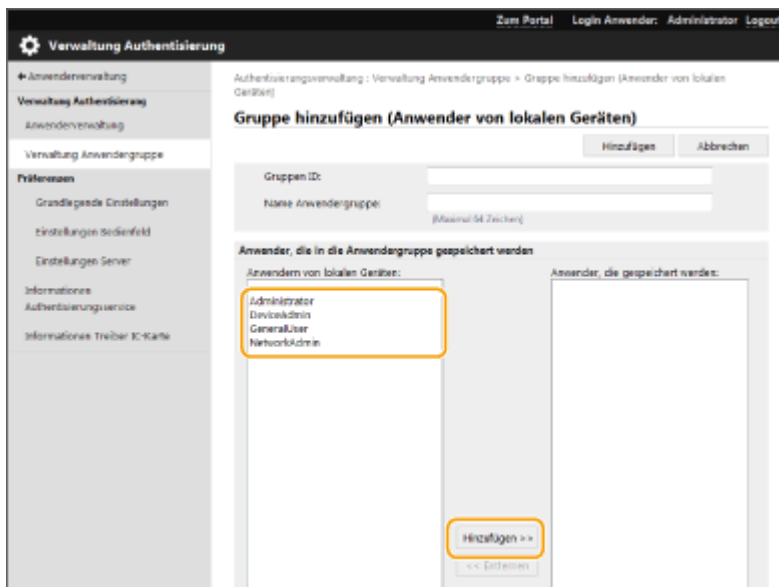 Zum Portal Login Anwender: Administrator Logout
Verwaltung Authentisierung
Anwenderverwaltung
Verwaltung Authentisierung
Anwenderverwaltung
Verwaltung Anwendergruppe
Präferenzen
Grundlegende Einstellungen
Einstellungen Bedienfeld
Einstellungen Server
Informationen
Authentisierungsservice
Informationen Treiber IC-Karte
Authentisierungsverwaltung : Verwaltung Anwendergruppe > Gruppe hinzufügen (Anwender von lokalen
Geräten)
Gruppe hinzufügen (Anwender von lokalen Geräten)
Hinzufügen Abbrechen
Gruppen ID:
Name Anwendergruppe:
(Maximal 64 Zeichen)
Anwender, die in die Anwendergruppe gespeichert werden
Anwendern von lokalen Geräten: Anwender, die gespeichert werden:
Administrator
DeviceAdmin
GeneralUser
NetworkAdmin
Hinzufügen >>
<< Entfernen